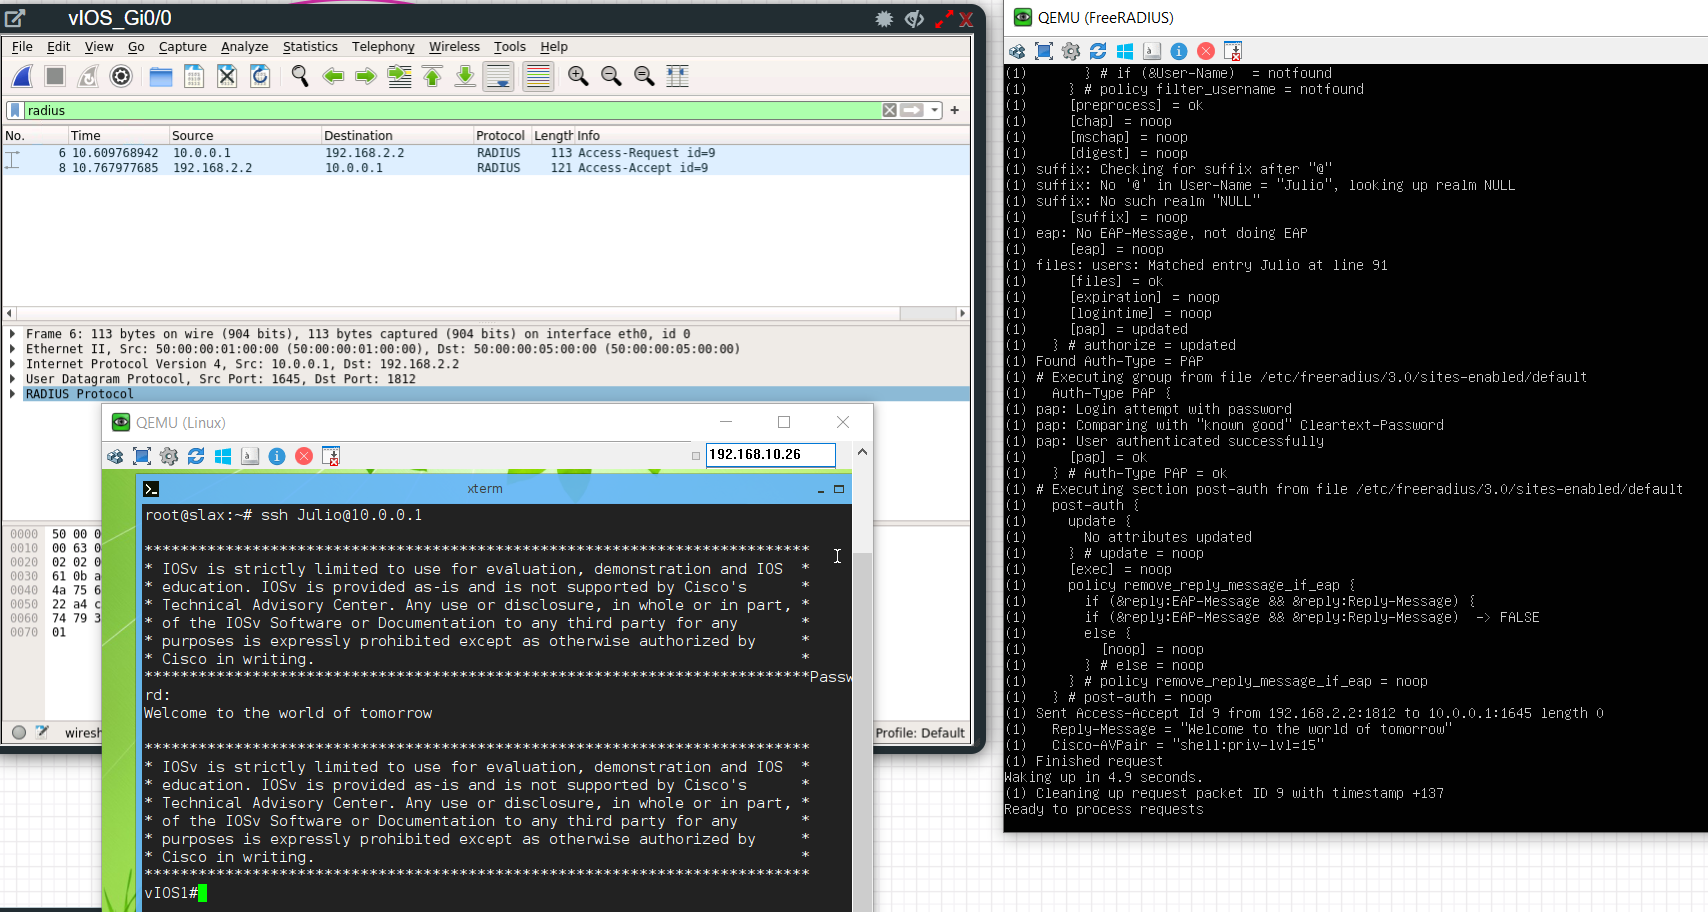 vIOS_Gi0/0
File Edit View Go Capture Analyze Statistics Telephony Wireless Tools Help
radius
No. Time Source Destination Protocol Length Info
6 10.609768942 10.0.0.1 192.168.2.2 RADIUS 113 Access-Request id=9
8 10.767977685 192.168.2.2 10.0.0.1 RADIUS 121 Access-Accept id=9
Frame 6: 113 bytes on wire (904 bits), 113 bytes captured (904 bits) on interface eth0, id 0
Ethernet II, Src: 50:00:00:01:00:00 (50:00:00:01:00:00), Dst: 50:00:00:05:00:00 (50:00:00:05:00:00)
Internet Protocol Version 4, Src: 10.0.0.1, Dst: 192.168.2.2
User Datagram Protocol, Src Port: 1645, Dst Port: 1812
RADIUS Protocol
0000 50 00 0
0010 00 63 0
0020 02 02 0
0030 61 0b a
0040 4a 75 6
0050 22 a4 c
0060 74 79 3
0070 01
wiresh
Profile: Default
QEMU (Linux)
192.168.10.26
xterm
root@slax:~# ssh Julio@10.0.0.1
**************************************************************************
* IOSv is strictly limited to use for evaluation, demonstration and IOS *
* education. IOSv is provided as-is and is not supported by Cisco's *
* Technical Advisory Center. Any use or disclosure, in whole or in part, *
* of the IOSv Software or Documentation to any third party for any *
* purposes is expressly prohibited except as otherwise authorized by *
* Cisco in writing. *
**************************************************************************Passw
rd:
Welcome to the world of tomorrow
**************************************************************************
* IOSv is strictly limited to use for evaluation, demonstration and IOS *
* education. IOSv is provided as-is and is not supported by Cisco's *
* Technical Advisory Center. Any use or disclosure, in whole or in part, *
* of the IOSv Software or Documentation to any third party for any *
* purposes is expressly prohibited except as otherwise authorized by *
* Cisco in writing. *
**************************************************************************
vIOS1#
QEMU (FreeRADIUS)
(1) } # if (&User-Name) = notfound
(1) } # policy filter_username = notfound
(1) [preprocess] = ok
(1) [chap] = noop
(1) [mschap] = noop
(1) [digest] = noop
(1) suffix: Checking for suffix after "@"
(1) suffix: No '@' in User-Name = "Julio", looking up realm NULL
(1) suffix: No such realm "NULL"
(1) [suffix] = noop
(1) eap: No EAP-Message, not doing EAP
(1) [eap] = noop
(1) files: users: Matched entry Julio at line 91
(1) [files] = ok
(1) [expiration] = noop
(1) [logintime] = noop
(1) [pap] = updated
(1) } # authorize = updated
(1) Found Auth-Type = PAP
(1) # Executing group from file /etc/freeradius/3.0/sites-enabled/default
(1) Auth-Type PAP {
(1) pap: Login attempt with password
(1) pap: Comparing with "known good" Cleartext-Password
(1) pap: User authenticated successfully
(1) [pap] = ok
(1) } # Auth-Type PAP = ok
(1) # Executing section post-auth from file /etc/freeradius/3.0/sites-enabled/default
(1) post-auth {
(1) update {
(1) No attributes updated
(1) } # update = noop
(1) [exec] = noop
(1) policy remove_reply_message_if_eap {
(1) if (&reply:EAP-Message && &reply:Reply-Message) {
(1) if (&reply:EAP-Message && &reply:Reply-Message) -> FALSE
(1) else {
(1) [noop] = noop
(1) } # else = noop
(1) } # policy remove_reply_message_if_eap = noop
(1) } # post-auth = noop
(1) Sent Access-Accept Id 9 from 192.168.2.2:1812 to 10.0.0.1:1645 length 0
(1) Reply-Message = "Welcome to the world of tomorrow"
(1) Cisco-AVPair = "shell:priv-lvl=15"
(1) Finished request
Waking up in 4.9 seconds.
(1) Cleaning up request packet ID 9 with timestamp +137
Ready to process requests